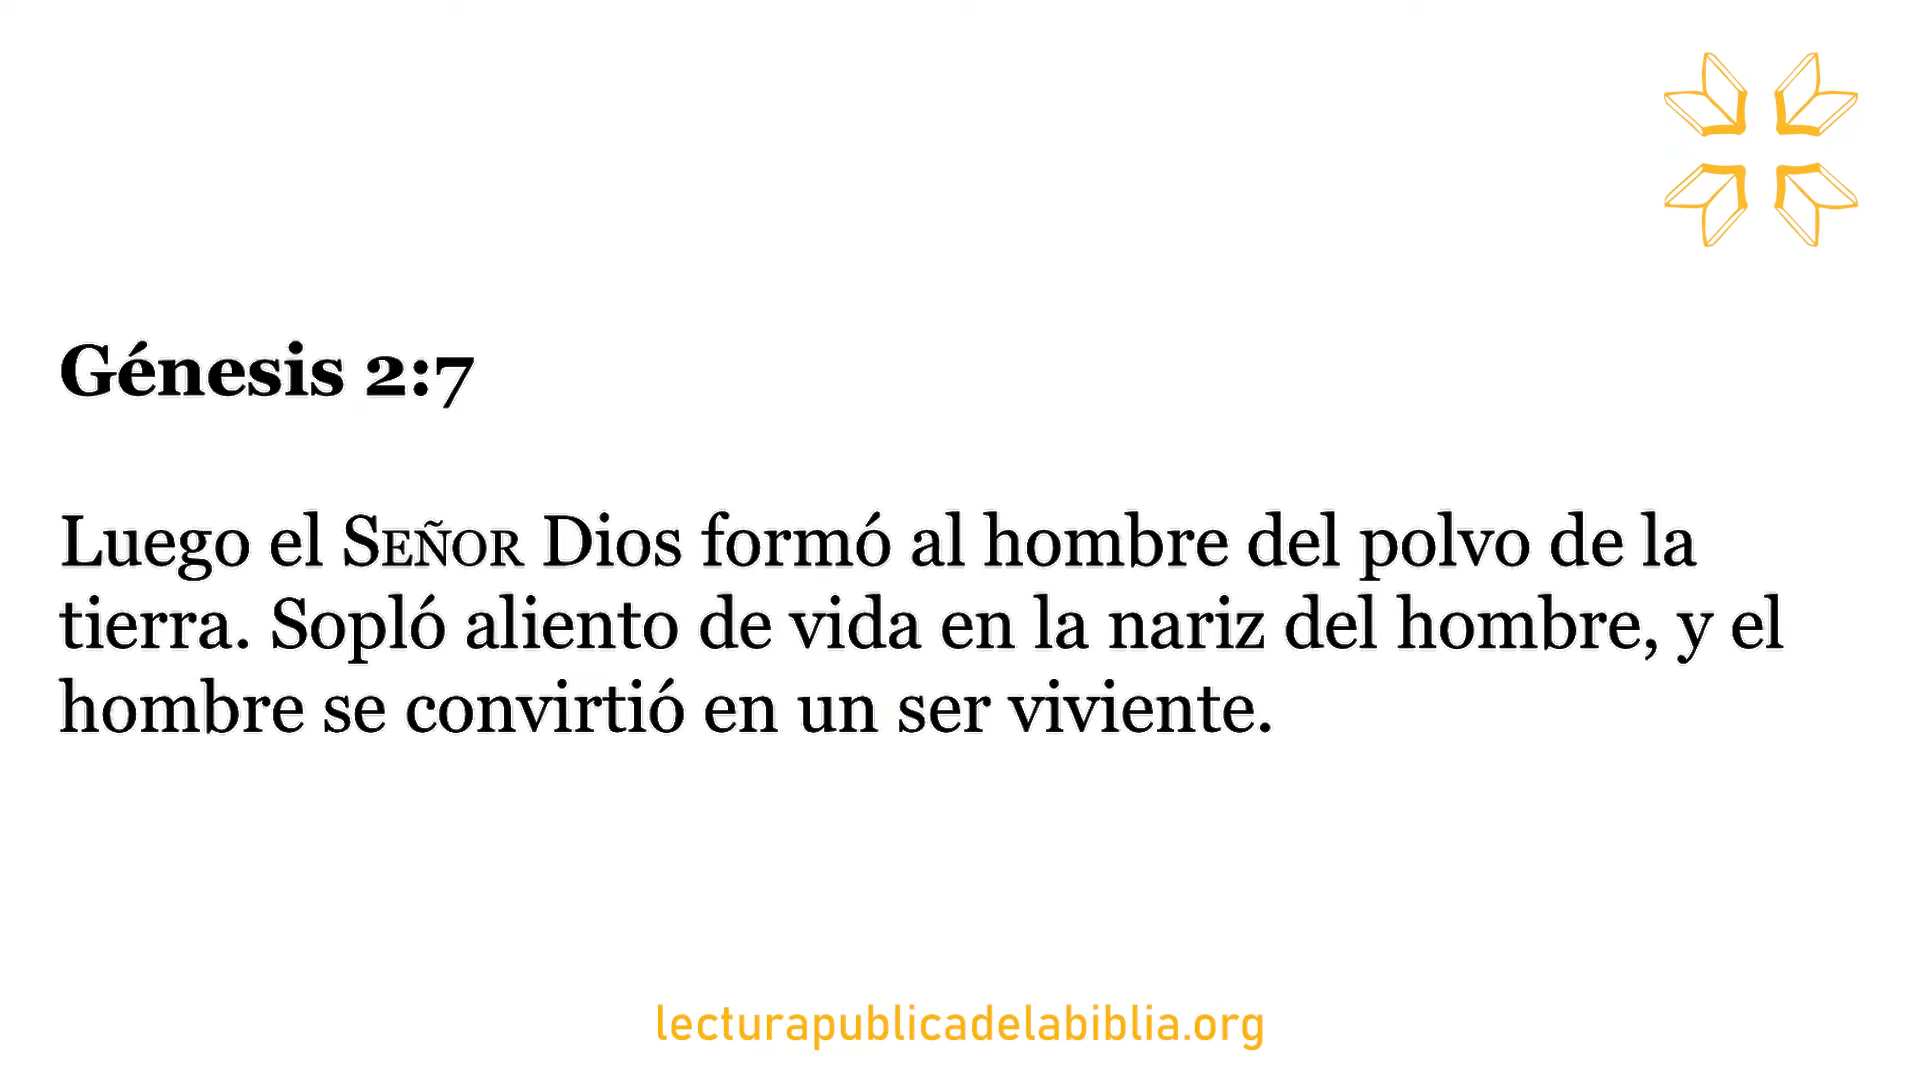 Génesis 2:7
Luego el SEÑOR Dios formó al hombre del polvo de la
tierra. Sopló aliento de vida en la nariz del hombre, y el
hombre se convirtió en un ser viviente.
lecturapublicadelabiblia.org